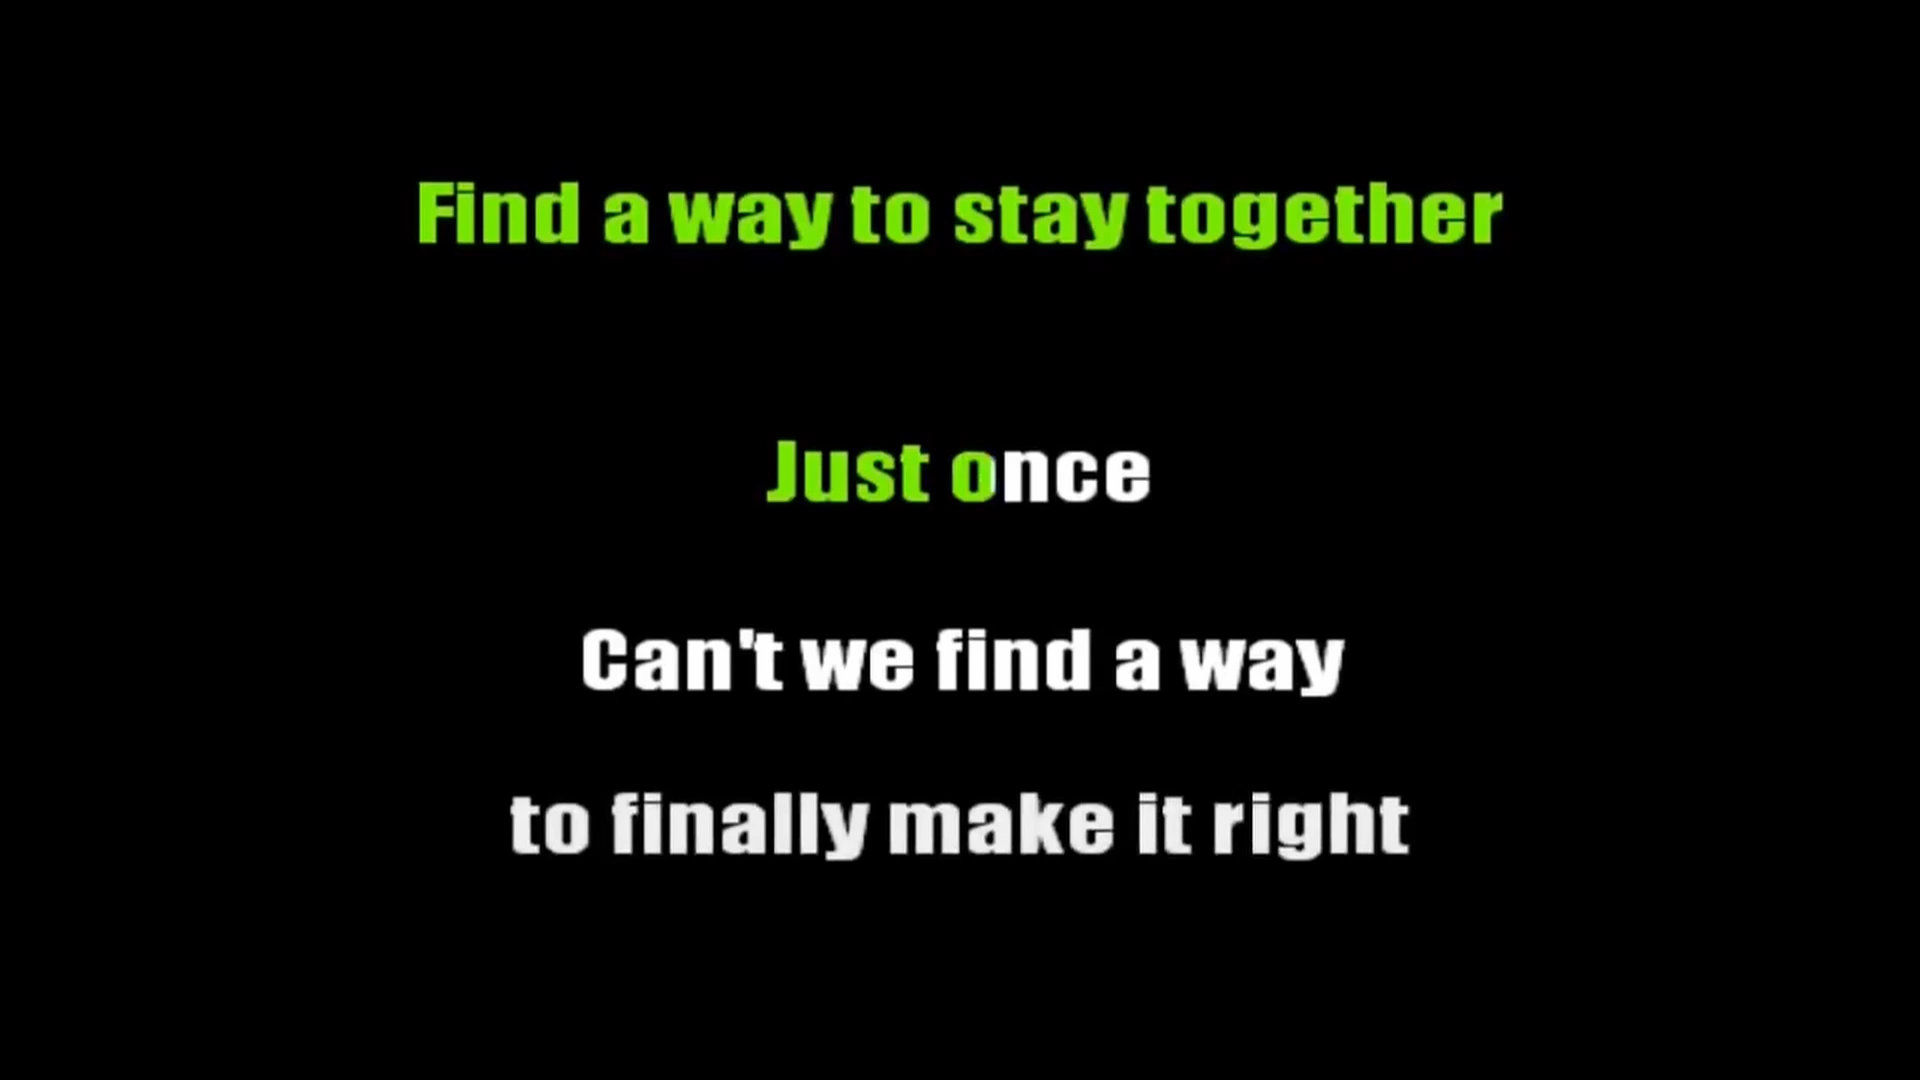 Find a way to stay together
Just once
Can't we find a way
to finally make it right